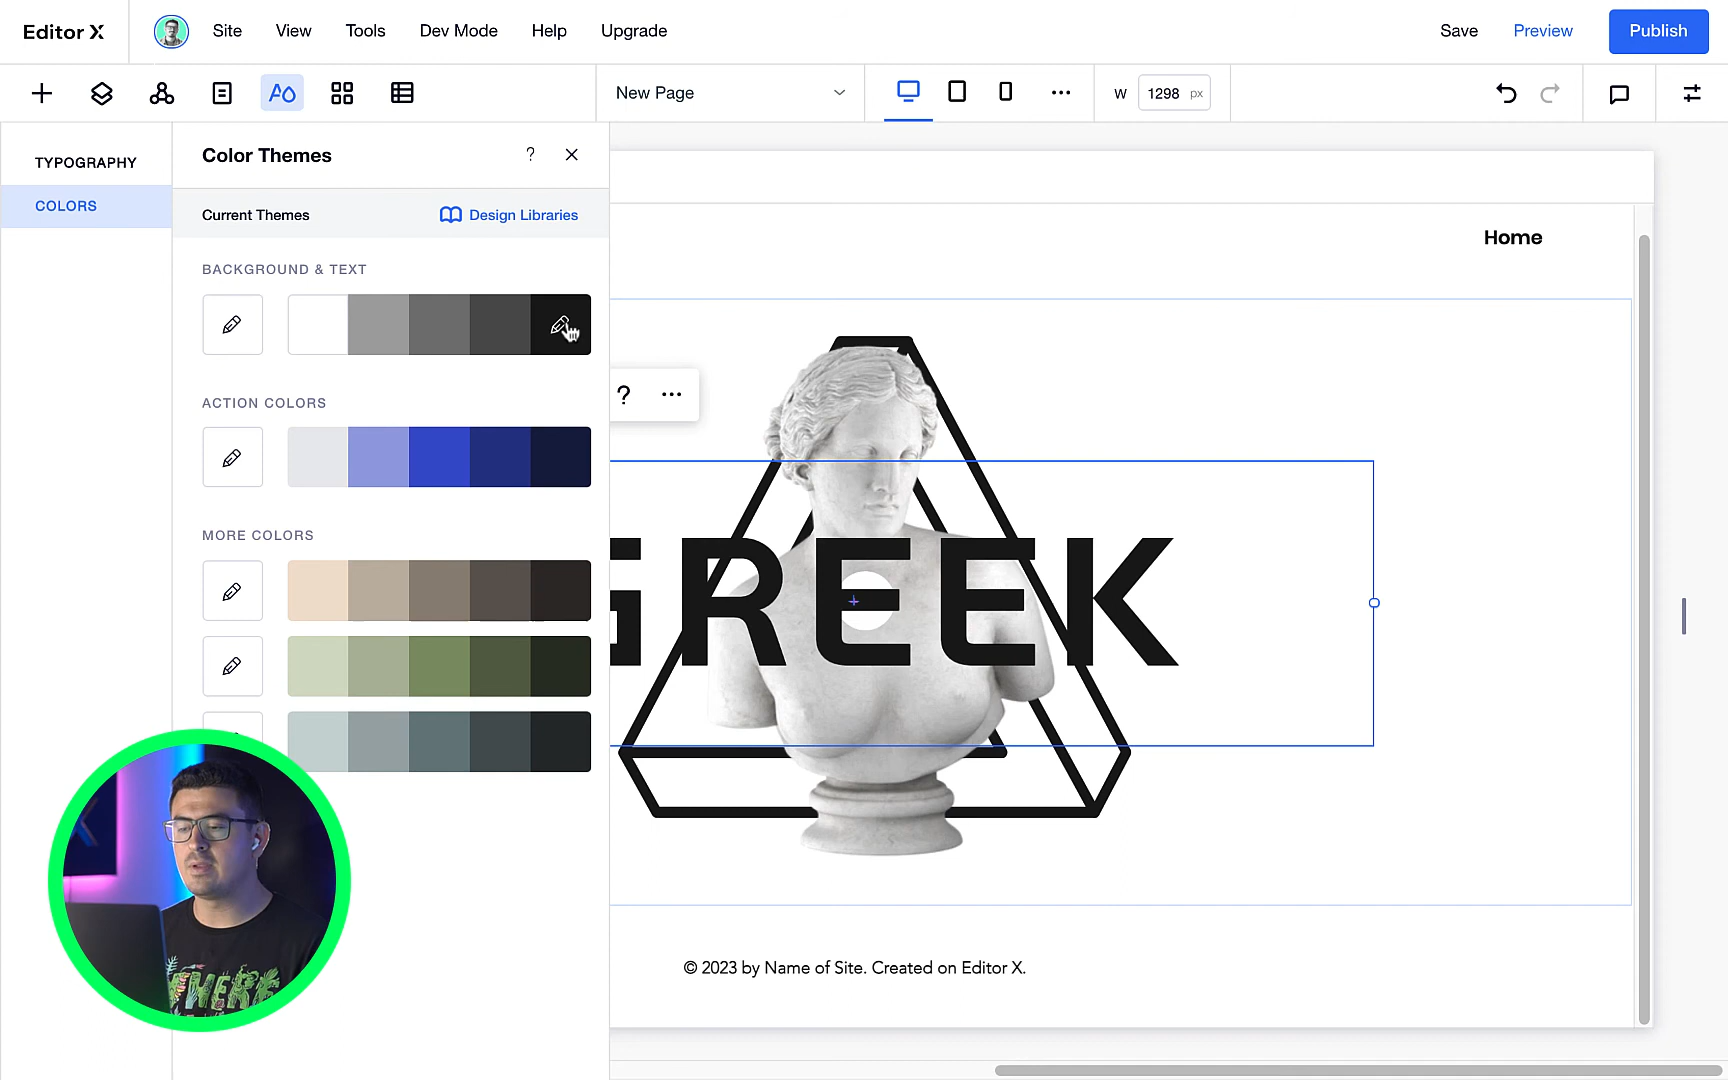 Editor X
Site
View
Tools
Dev Mode
Help
Upgrade
Save
Preview
Publish
New Page
W
1298 px
TYPOGRAPHY
COLORS
Color Themes
?
Current Themes
Design Libraries
BACKGROUND & TEXT
ACTION COLORS
MORE COLORS
Home
?
GREEK
© 2023 by Name of Site. Created on Editor X.